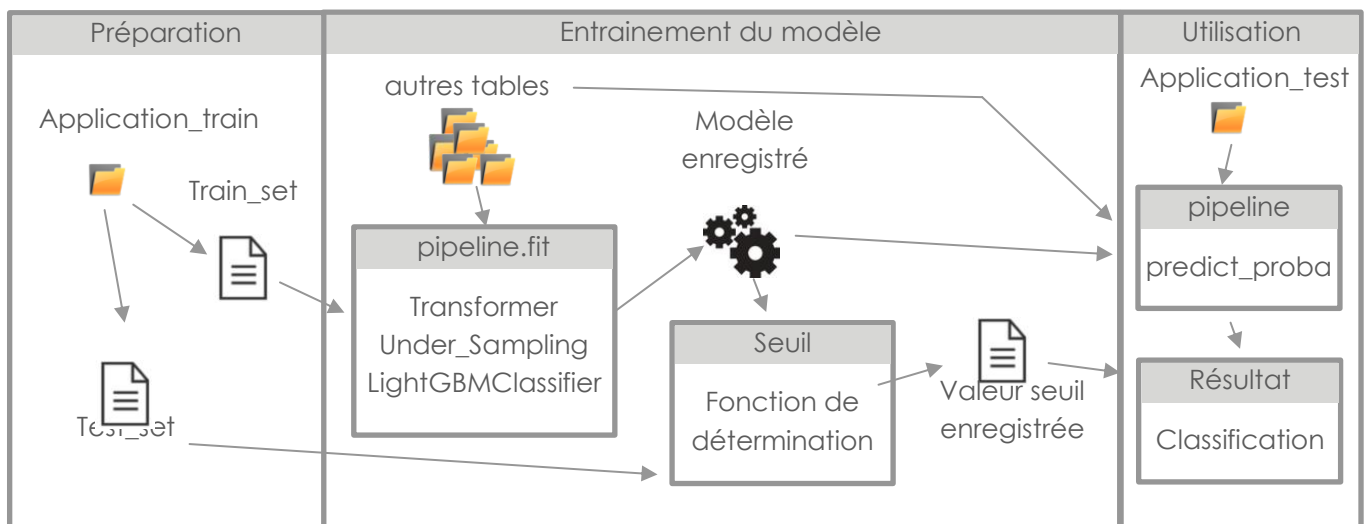 Préparation
Entrainement du modèle
Utilisation
Application_train
Train_set
Test_set
autres tables
pipeline.fit
Transformer
Under_Sampling
LightGBMClassifier
Modèle
enregistré
Seuil
Fonction de
détermination
Valeur seuil
enregistrée
Application_test
pipeline
predict_proba
Résultat
Classification